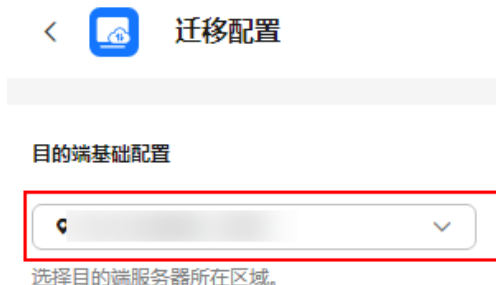 迁移配置
目的端基础配置
选择目的端服务器所在区域。